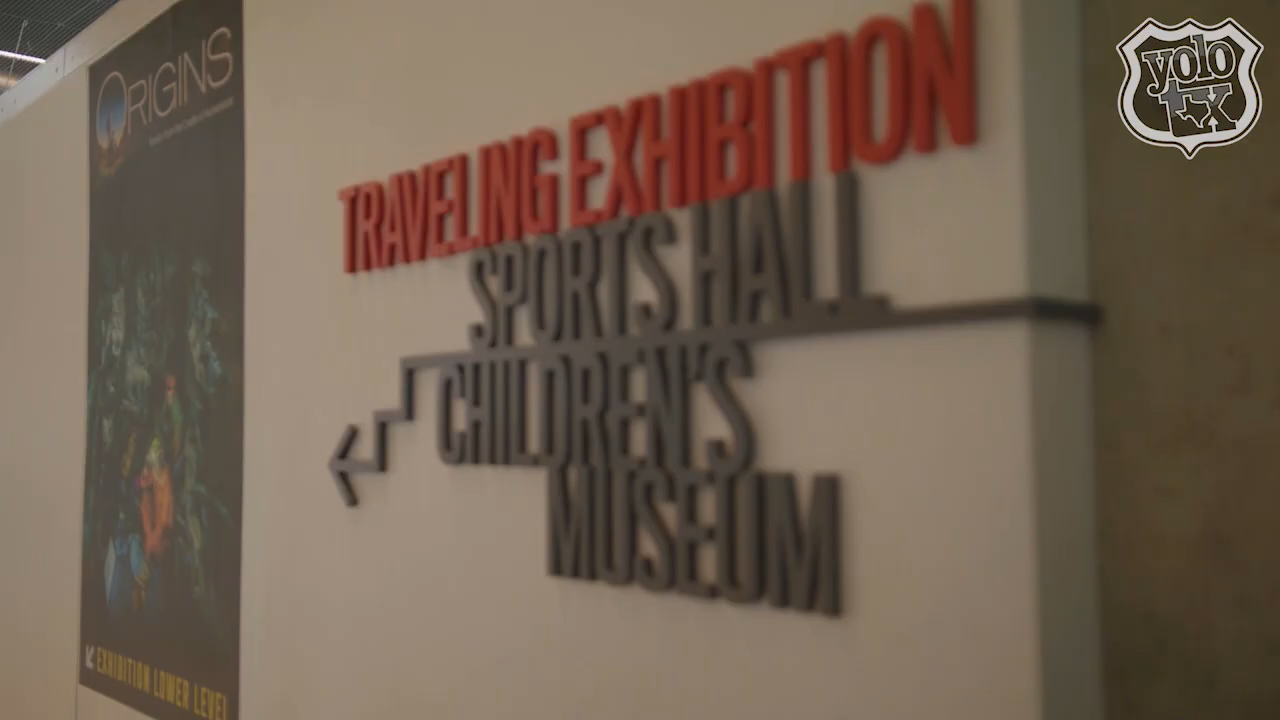 ORIGINS
EXHIBITION LOWER LEVEL
TRAVELING EXHIBITION
SPORTS HALL
CHILDREN'S
MUSEUM
yolo
TX